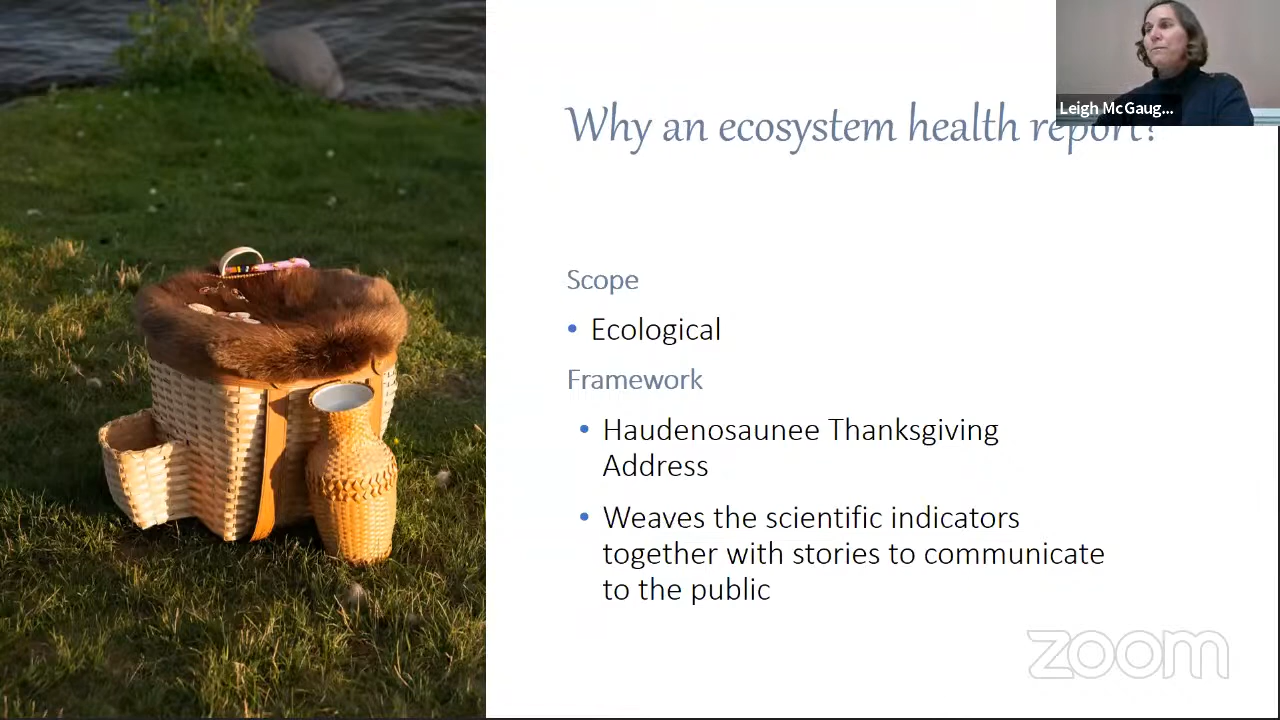 Leigh McGaug...
Why an ecosystem health report?
Scope
• Ecological
Framework
• Haudenosaunee Thanksgiving
Address
• Weaves the scientific indicators
together with stories to communicate
to the public
zoom